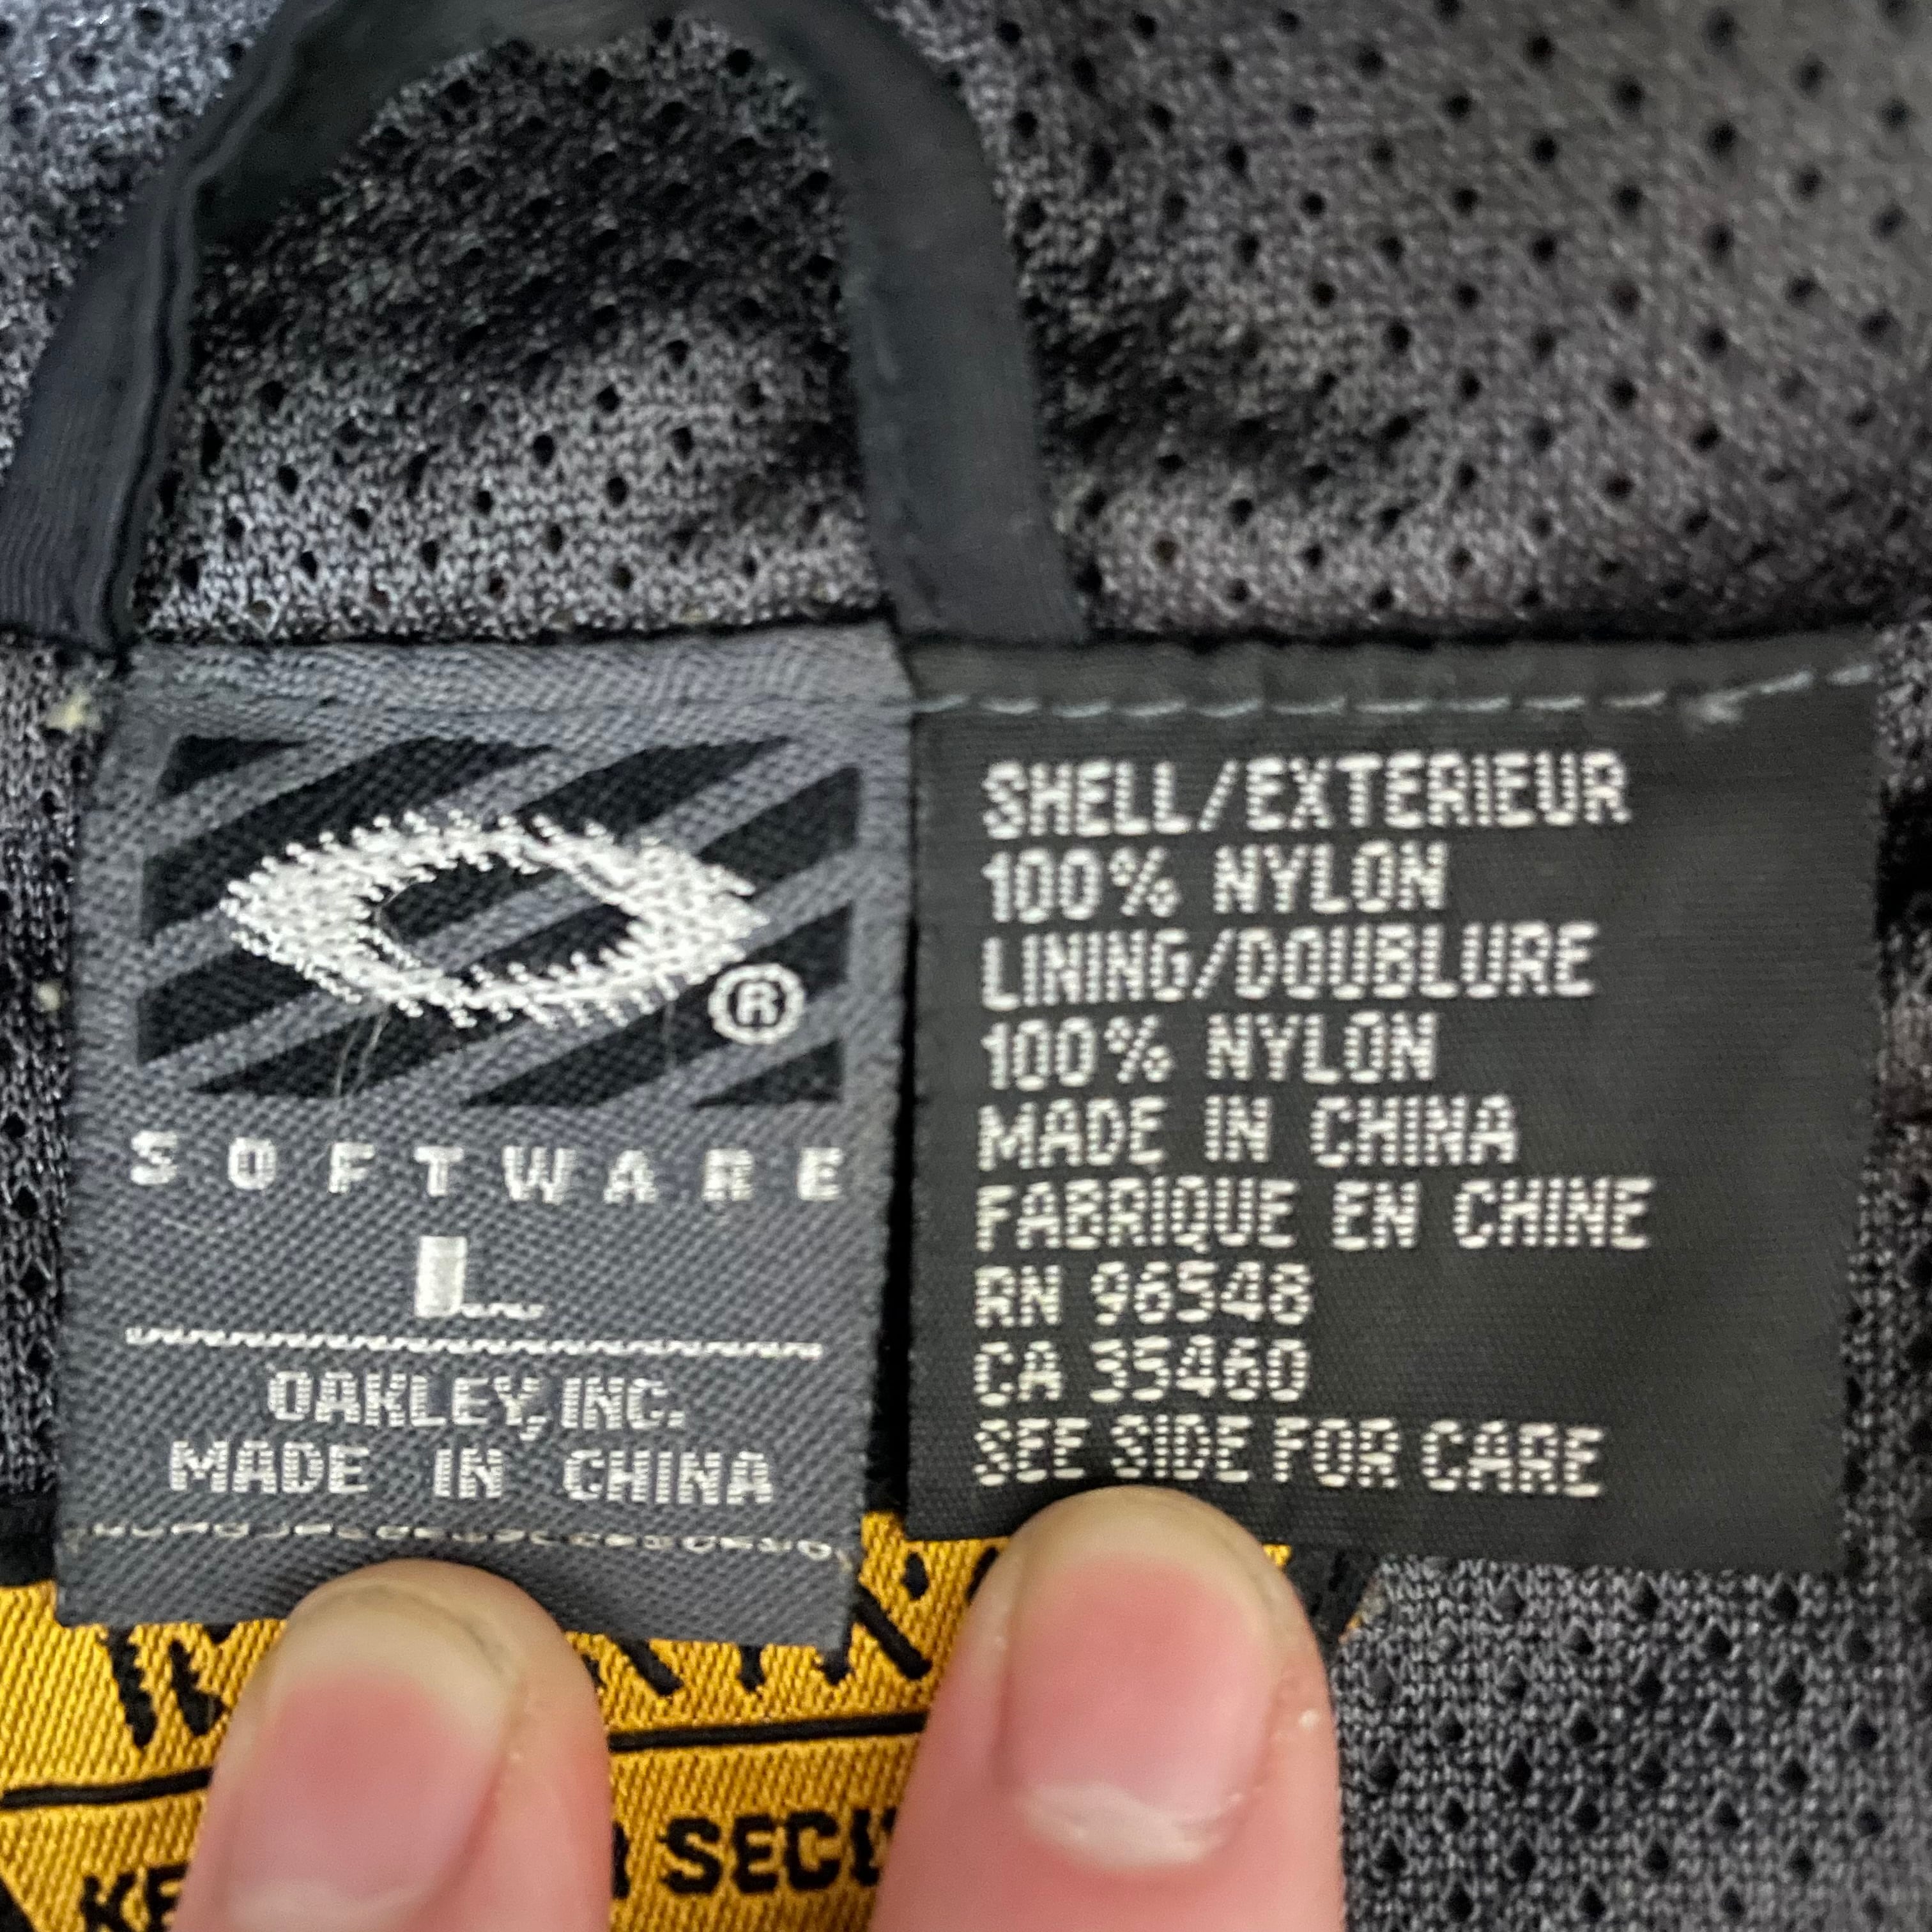 ®
SOFTWARE
L
OAKLEY, INC.
MADE IN CHINA
SHELL/EXTERIEUR
100% NYLON
LINING/DOUBLURE
100% NYLON
MADE IN CHINA
FABRIQUE EN CHINE
RN 96548
CA 35460
SEE SIDE FOR CARE